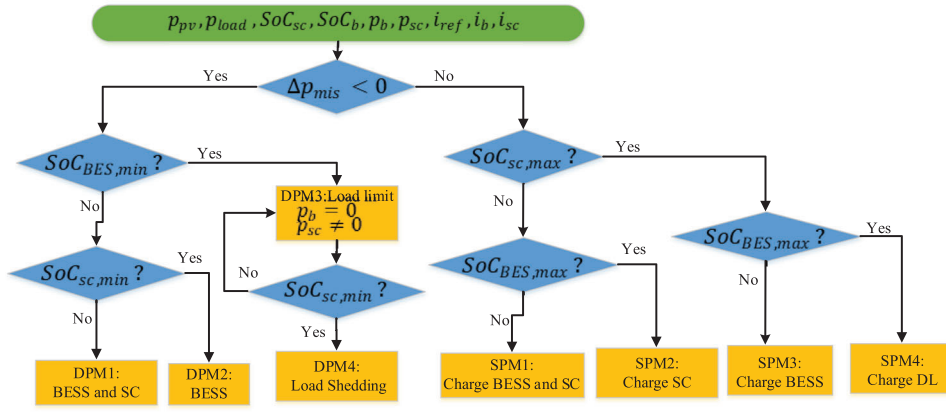 p_pv, p_load, SoC_sc, SoC_b, p_b, p_sc, i_ref, i_b, i_sc
Yes
Δp_mis < 0
No
SoC_BES,min ?
Yes
No
SoC_sc,max ?
Yes
No
DPM3:Load limit
p_b = 0
p_sc ≠ 0
SoC_BES,max ?
Yes
No
SoC_sc,min ?
Yes
No
No
SoC_sc,min ?
Yes
SoC_BES,max ?
Yes
No
DPM1:
BESS and SC
DPM2:
BESS
DPM4:
Load Shedding
SPM1:
Charge BESS and SC
SPM2:
Charge SC
SPM3:
Charge BESS
SPM4:
Charge DL